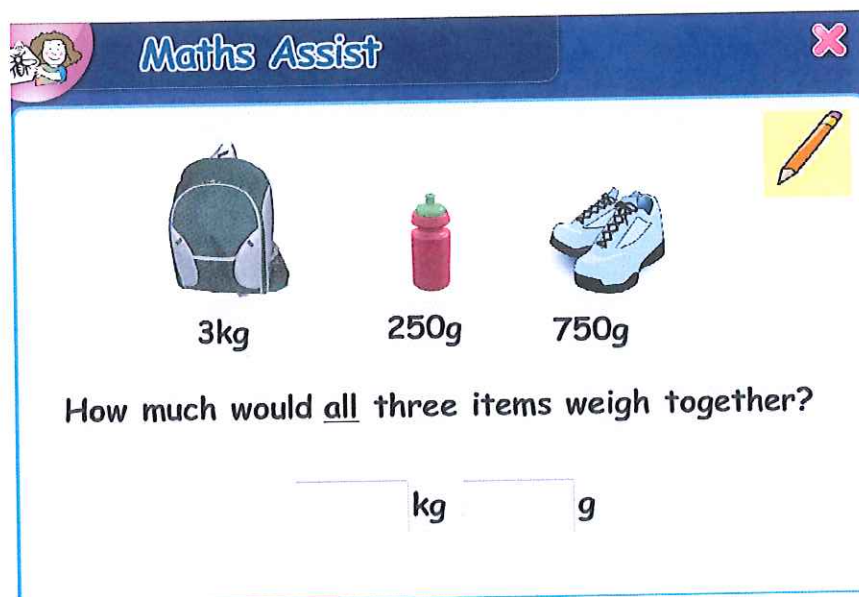 Maths Assist
3kg 250g 750g
How much would all three items weigh together?
kg g